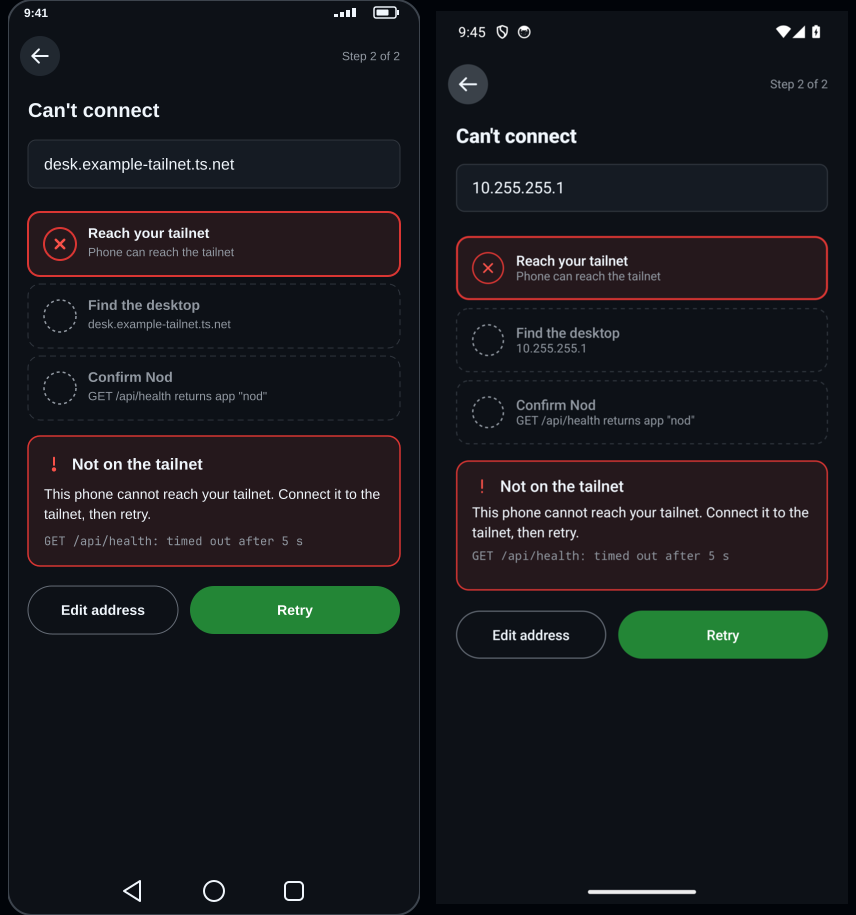 9:41
Step 2 of 2
Can't connect
desk.example-tailnet.ts.net
Reach your tailnet
Phone can reach the tailnet
Find the desktop
desk.example-tailnet.ts.net
Confirm Nod
GET /api/health returns app "nod"
Not on the tailnet
This phone cannot reach your tailnet. Connect it to the
tailnet, then retry.
GET /api/health: timed out after 5 s
Edit address
Retry
9:45
Step 2 of 2
Can't connect
10.255.255.1
Reach your tailnet
Phone can reach the tailnet
Find the desktop
10.255.255.1
Confirm Nod
GET /api/health returns app "nod"
Not on the tailnet
This phone cannot reach your tailnet. Connect it to the
tailnet, then retry.
GET /api/health: timed out after 5 s
Edit address
Retry